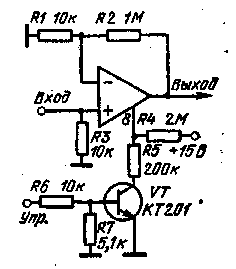 R1 10к R2 1М
Выход
Вход
−
+
8 R4 2М
R3
10к
R5 +15В
200к
R6 10к
VT
КТ201
Упр.
R7
5,1к